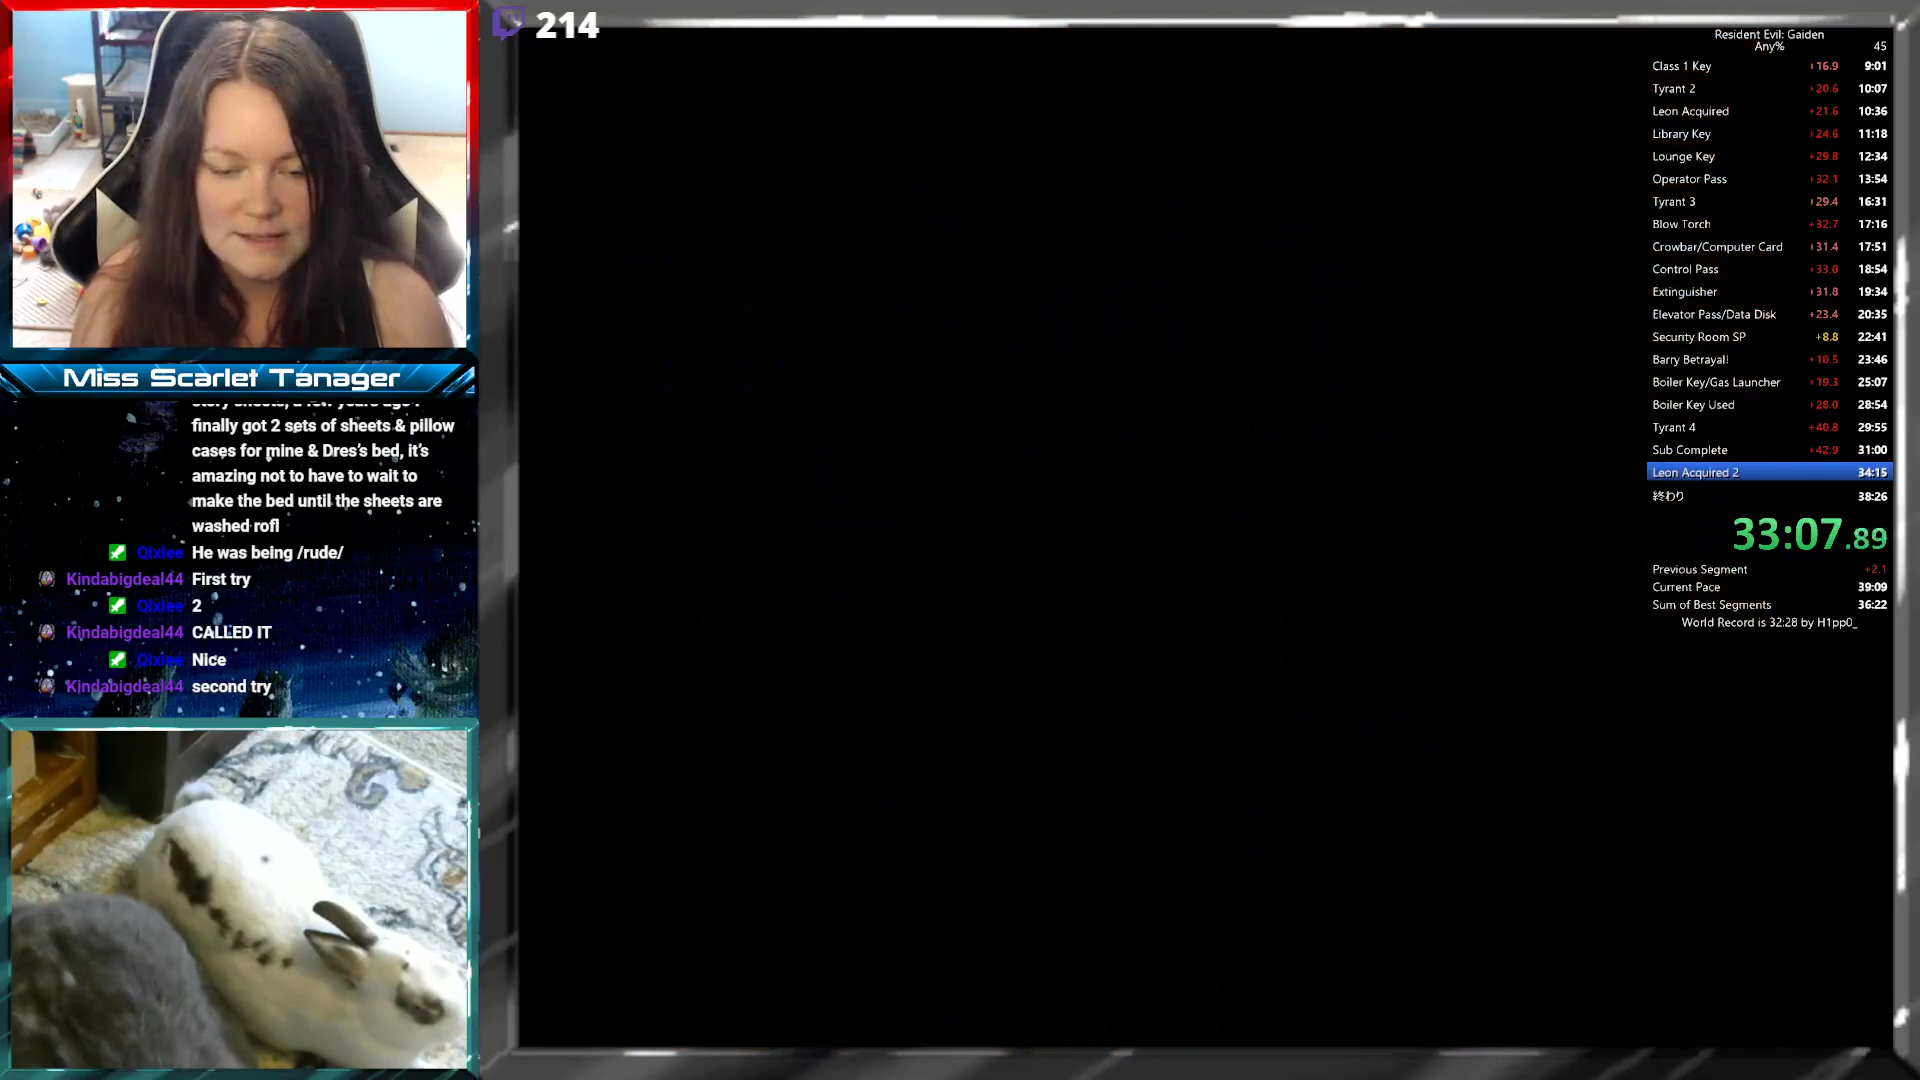 214
Resident Evil: Gaiden
Any% 45
Class 1 Key +16.9 9:01
Tyrant 2 +20.6 10:07
Leon Acquired +21.6 10:36
Library Key +24.6 11:18
Lounge Key +29.8 12:34
Operator Pass +32.1 13:54
Tyrant 3 +29.4 16:31
Blow Torch +32.7 17:16
Crowbar/Computer Card +31.4 17:51
Control Pass +33.0 18:54
Extinguisher +31.8 19:34
Elevator Pass/Data Disk +23.4 20:35
Security Room SP +8.8 22:41
Barry Betrayal! +10.5 23:46
Boiler Key/Gas Launcher +19.3 25:07
Boiler Key Used +28.0 28:54
Tyrant 4 +40.8 29:55
Sub Complete +42.9 31:00
Leon Acquired 2 34:15
終わり 38:26
33:07.89
Previous Segment +2.1
Current Pace 39:09
Sum of Best Segments 36:22
World Record is 32:28 by H1pp0_
Miss Scarlet Tanager
finally got 2 sets of sheets & pillow
cases for mine & Dres's bed, it's
amazing not to have to wait to
make the bed until the sheets are
washed rofl
Qixlee He was being /rude/
Kindabigdeal44 First try
Qixlee 2
Kindabigdeal44 CALLED IT
Qixlee Nice
Kindabigdeal44 second try